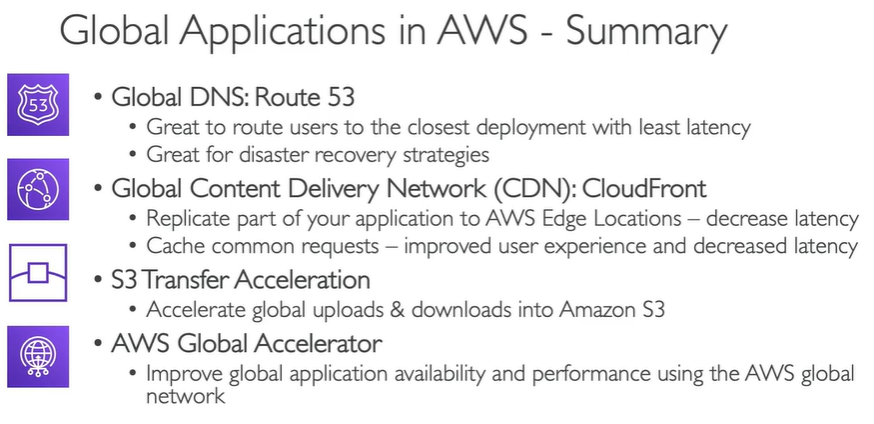 Global Applications in AWS - Summary
53
• Global DNS: Route 53
• Great to route users to the closest deployment with least latency
• Great for disaster recovery strategies
• Global Content Delivery Network (CDN): CloudFront
• Replicate part of your application to AWS Edge Locations – decrease latency
• Cache common requests – improved user experience and decreased latency
• S3 Transfer Acceleration
• Accelerate global uploads & downloads into Amazon S3
• AWS Global Accelerator
• Improve global application availability and performance using the AWS global
network